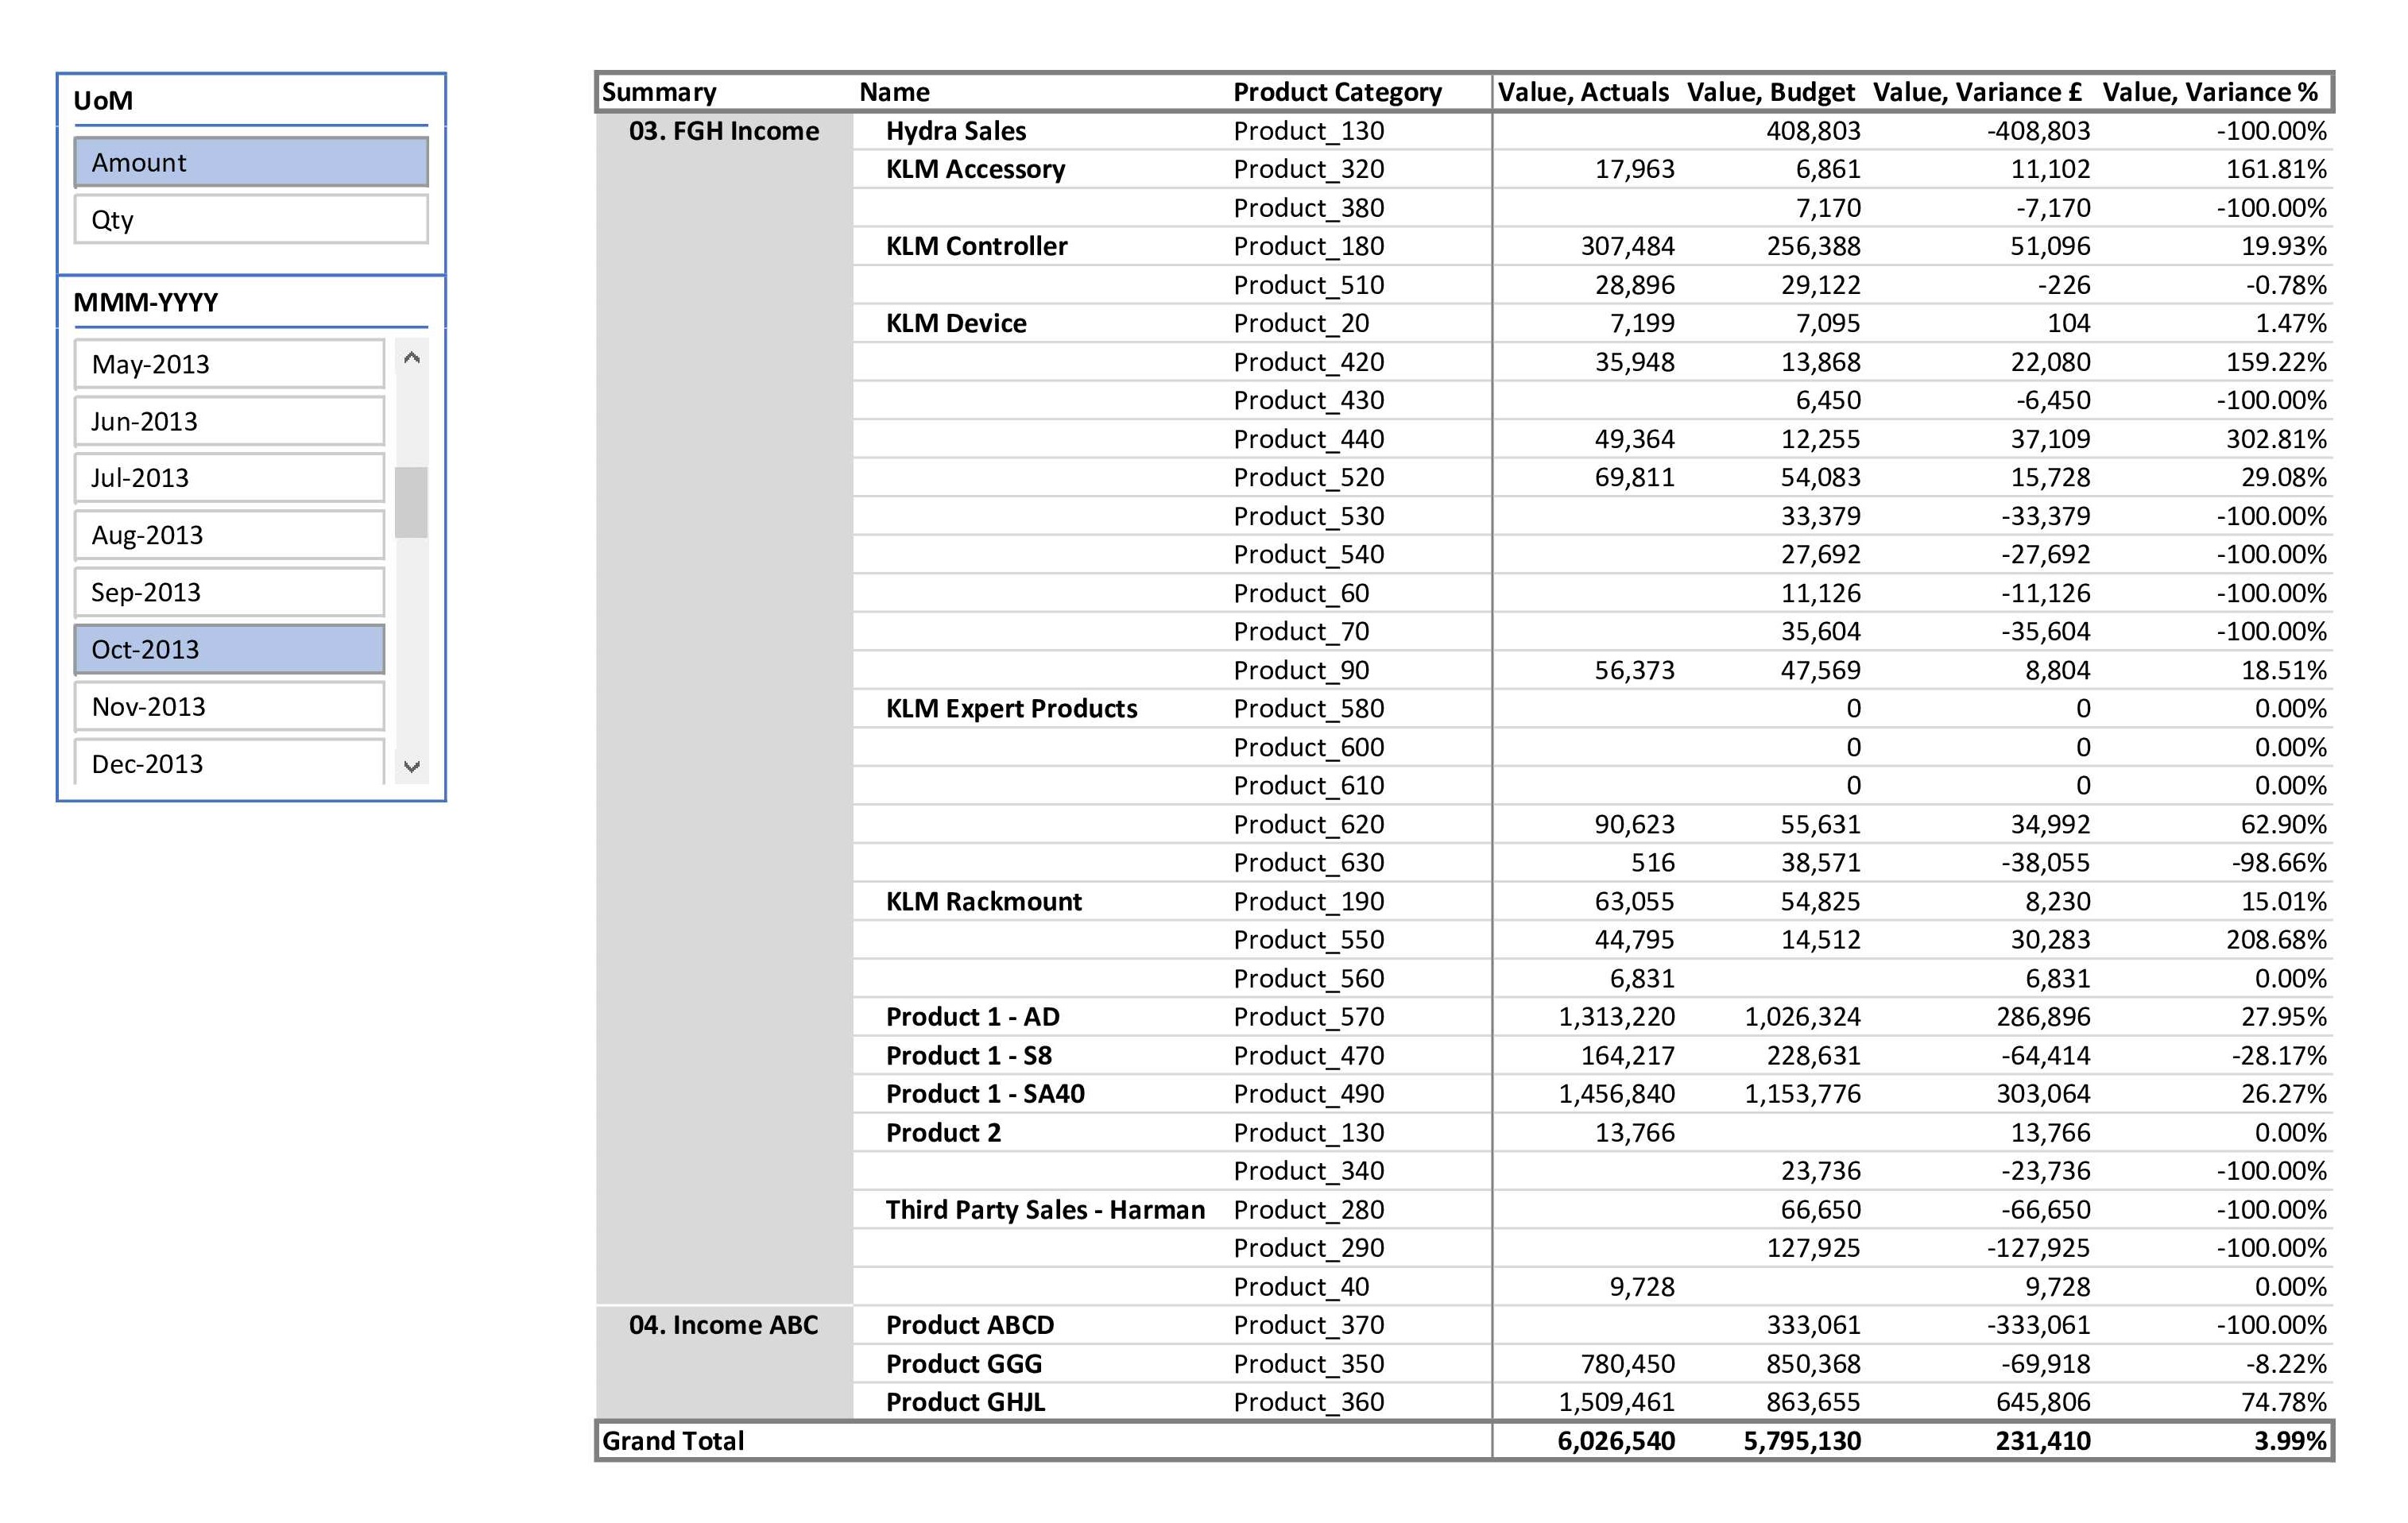 UoM
Amount
Qty
MMM-YYYY
May-2013
Jun-2013
Jul-2013
Aug-2013
Sep-2013
Oct-2013
Nov-2013
Dec-2013
Summary Name Product Category Value, Actuals Value, Budget Value, Variance £ Value, Variance %
03. FGH Income Hydra Sales Product_130 408,803 -408,803 -100.00%
KLM Accessory Product_320 17,963 6,861 11,102 161.81%
Product_380 7,170 -7,170 -100.00%
KLM Controller Product_180 307,484 256,388 51,096 19.93%
Product_510 28,896 29,122 -226 -0.78%
KLM Device Product_20 7,199 7,095 104 1.47%
Product_420 35,948 13,868 22,080 159.22%
Product_430 6,450 -6,450 -100.00%
Product_440 49,364 12,255 37,109 302.81%
Product_520 69,811 54,083 15,728 29.08%
Product_530 33,379 -33,379 -100.00%
Product_540 27,692 -27,692 -100.00%
Product_60 11,126 -11,126 -100.00%
Product_70 35,604 -35,604 -100.00%
Product_90 56,373 47,569 8,804 18.51%
KLM Expert Products Product_580 0 0 0.00%
Product_600 0 0 0.00%
Product_610 0 0 0.00%
Product_620 90,623 55,631 34,992 62.90%
Product_630 516 38,571 -38,055 -98.66%
KLM Rackmount Product_190 63,055 54,825 8,230 15.01%
Product_550 44,795 14,512 30,283 208.68%
Product_560 6,831 6,831 0.00%
Product 1 - AD Product_570 1,313,220 1,026,324 286,896 27.95%
Product 1 - S8 Product_470 164,217 228,631 -64,414 -28.17%
Product 1 - SA40 Product_490 1,456,840 1,153,776 303,064 26.27%
Product 2 Product_130 13,766 13,766 0.00%
Product_340 23,736 -23,736 -100.00%
Third Party Sales - Harman Product_280 66,650 -66,650 -100.00%
Product_290 127,925 -127,925 -100.00%
Product_40 9,728 9,728 0.00%
04. Income ABC Product ABCD Product_370 333,061 -333,061 -100.00%
Product GGG Product_350 780,450 850,368 -69,918 -8.22%
Product GHJL Product_360 1,509,461 863,655 645,806 74.78%
Grand Total 6,026,540 5,795,130 231,410 3.99%